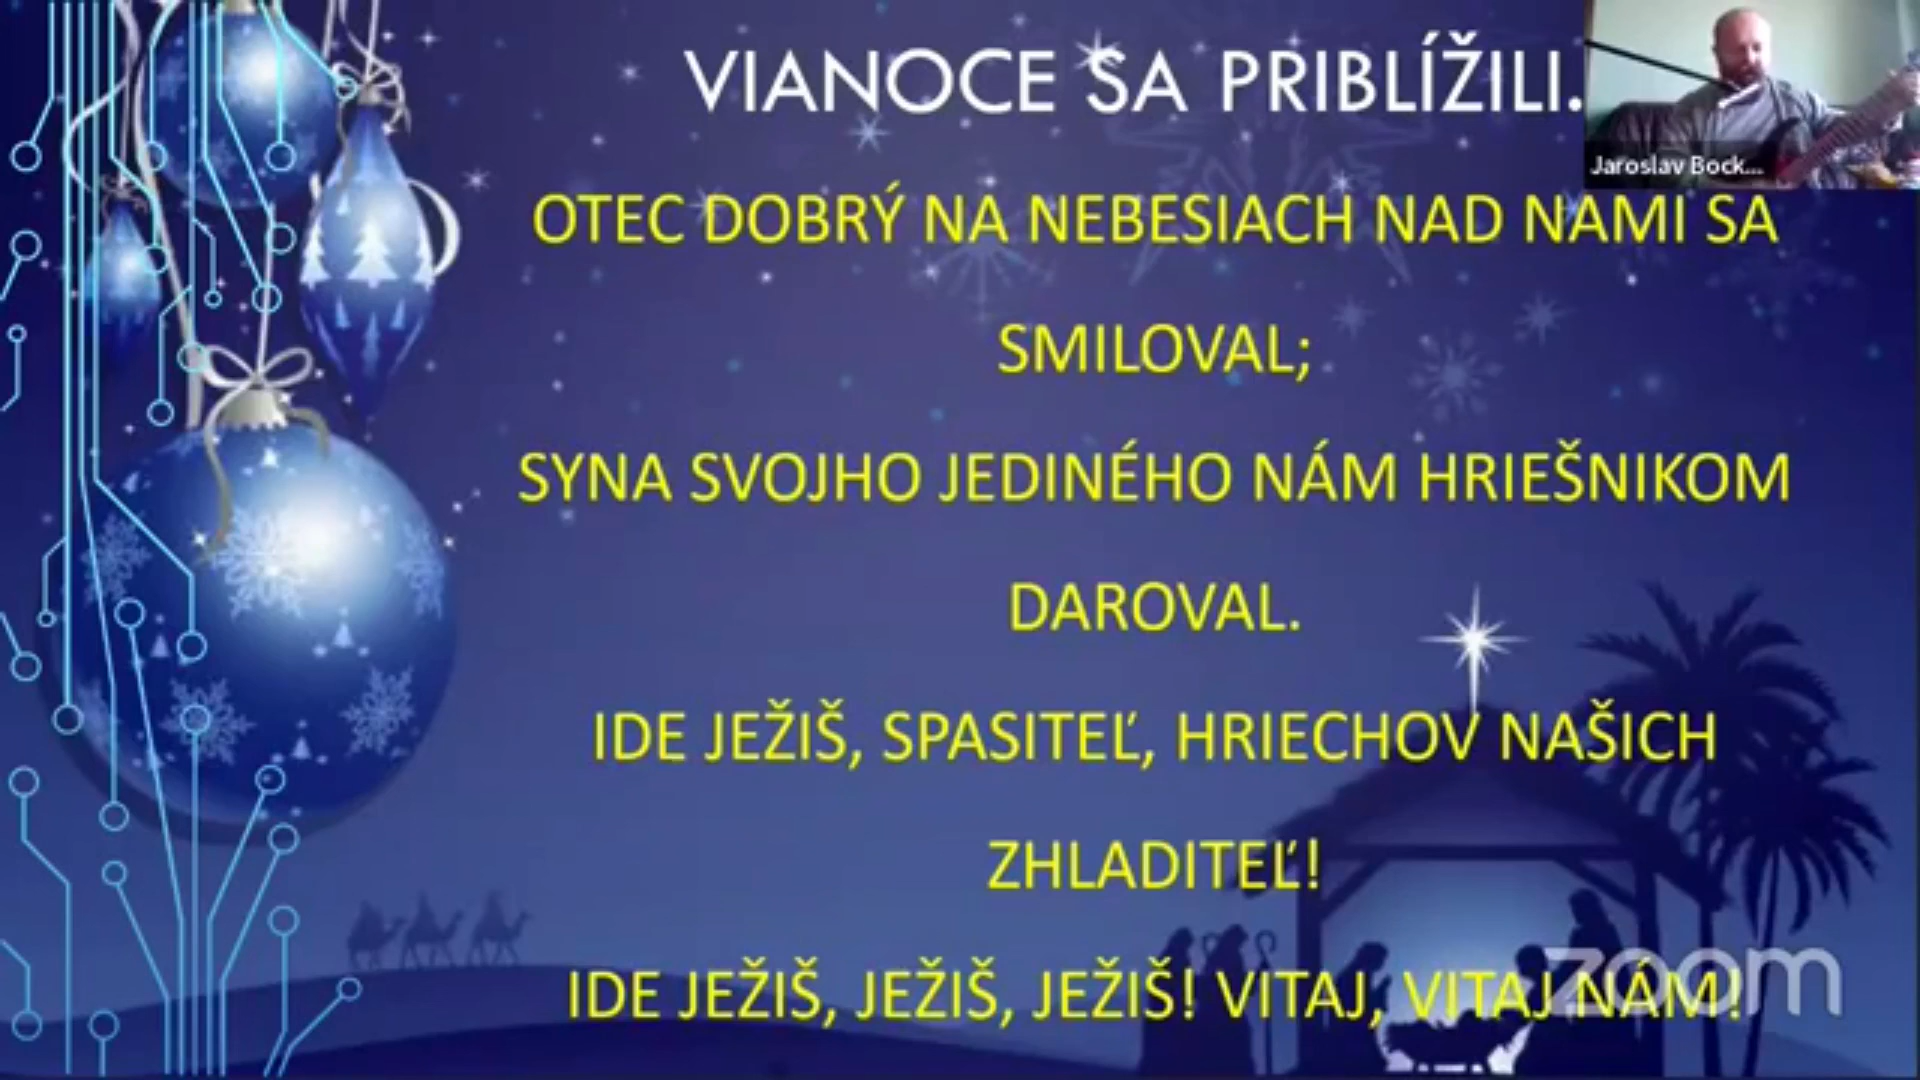 VIANOCE SA PRIBLÍŽILI.
Jaroslav Bock...
OTEC DOBRÝ NA NEBESIACH NAD NAMI SA
SMILOVAL;
SYNA SVOJHO JEDINÉHO NÁM HRIEŠNIKOM
DAROVAL.
IDE JEŽIŠ, SPASITEĽ, HRIECHOV NAŠICH
ZHLADITEĽ!
IDE JEŽIŠ, JEŽIŠ, JEŽIŠ! VITAJ, VITAJ NÁM!
zoom